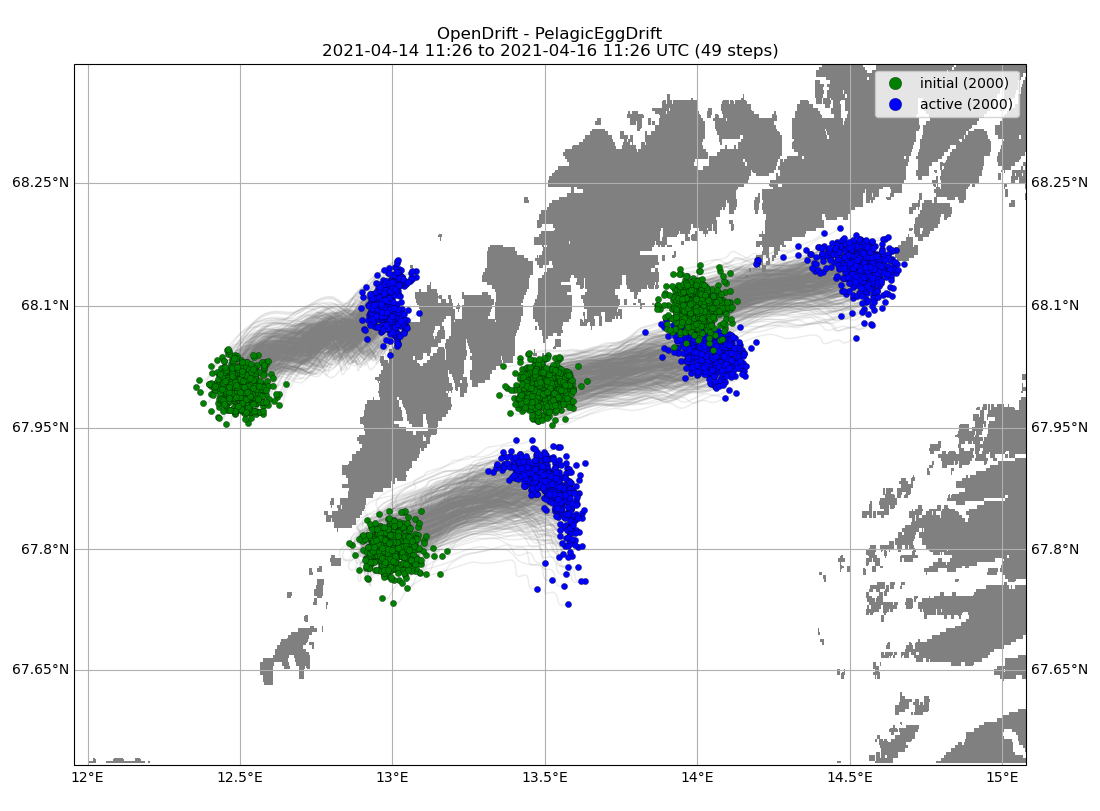 OpenDrift - PelagicEggDrift
2021-04-14 11:26 to 2021-04-16 11:26 UTC (49 steps)
initial (2000)
active (2000)
68.25°N
68.25°N
68.1°N
68.1°N
67.95°N
67.95°N
67.8°N
67.8°N
67.65°N
67.65°N
12°E
12.5°E
13°E
13.5°E
14°E
14.5°E
15°E